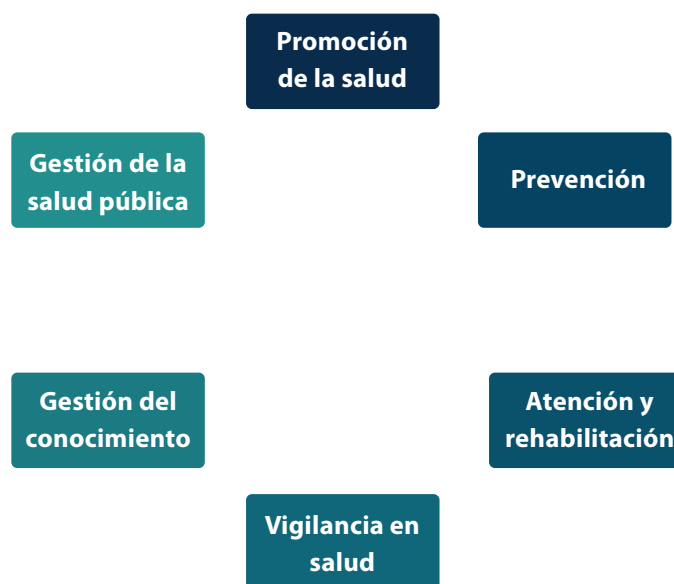 Promoción
de la salud
Gestión de la
salud pública
Prevención
Gestión del
conocimiento
Atención y
rehabilitación
Vigilancia en
salud